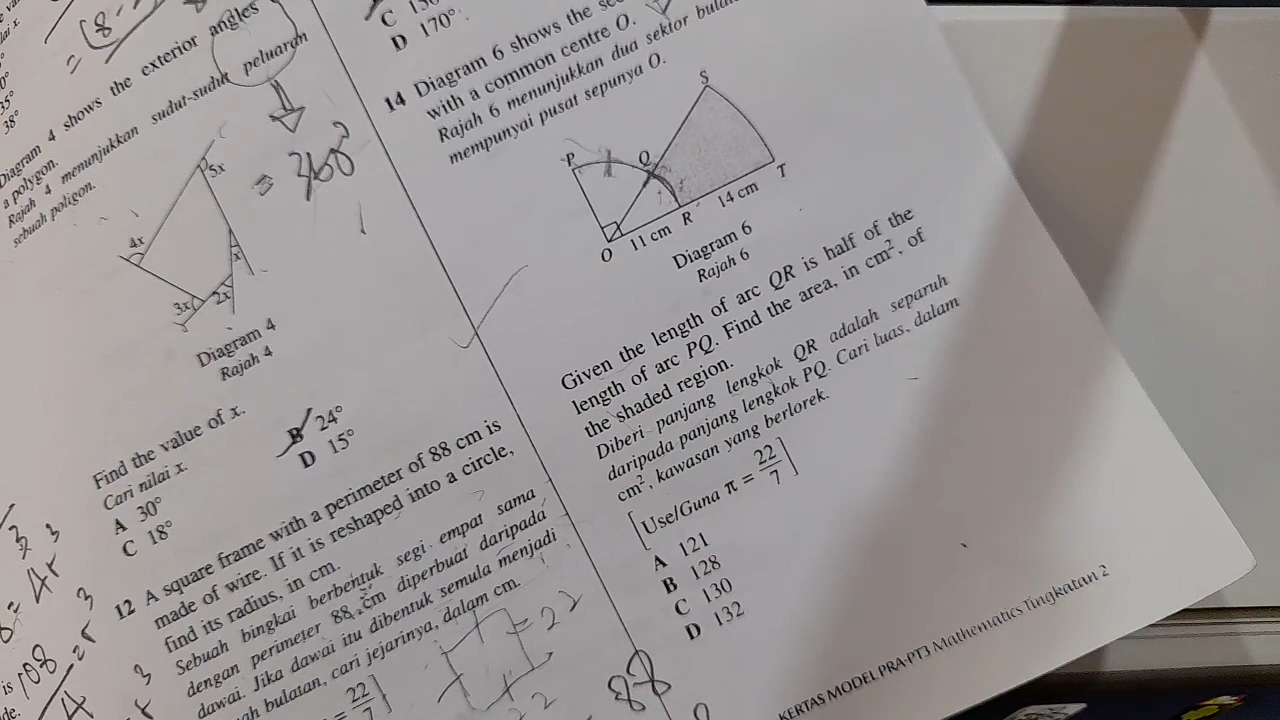 Diagram 4 shows the exterior angles
a polygon.
Rajah 4 menunjukkan sudut-sudut peluaran
sebuah poligon.
= 360°
5x
4x
x
3x
2x
Diagram 4
Rajah 4
Find the value of x.
Cari nilai x.
A 30°
B 24°
C 18°
D 15°
12 A square frame with a perimeter of 88 cm is
made of wire. If it is reshaped into a circle,
find its radius, in cm.
Sebuah bingkai berbentuk segi empat sama
dengan perimeter 88 cm diperbuat daripada
dawai. Jika dawai itu dibentuk semula menjadi
bulatan, cari jejarinya, dalam cm.
= 22/7]
= 22
88
108
4
35°
38°
D 170°
14 Diagram 6 shows the
with a common centre O.
Rajah 6 menunjukkan dua sektor
mempunyai pusat sepunya O.
P
Q
S
T
R
O
11 cm
14 cm
Diagram 6
Rajah 6
Given the length of arc QR is half of the
length of arc PQ. Find the area, in cm², of
the shaded region.
Diberi panjang lengkok QR adalah separuh
daripada panjang lengkok PQ. Cari luas, dalam
cm², kawasan yang berlorek.
[Use/Guna π = 22/7]
A 121
B 128
C 130
D 132
KERTAS MODEL PRA-PT3 Mathematics Tingkatan 2